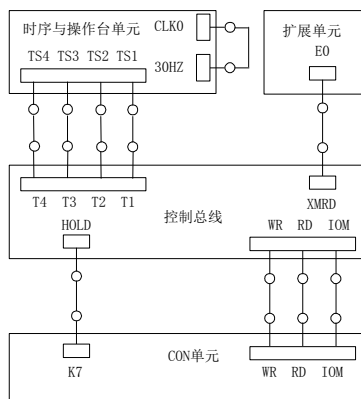 时序与操作台单元 CLK0
TS4 TS3 TS2 TS1
30HZ
扩展单元
E0
T4 T3 T2 T1
HOLD
控制总线
XMRD
WR RD IOM
CON单元
K7
WR RD IOM